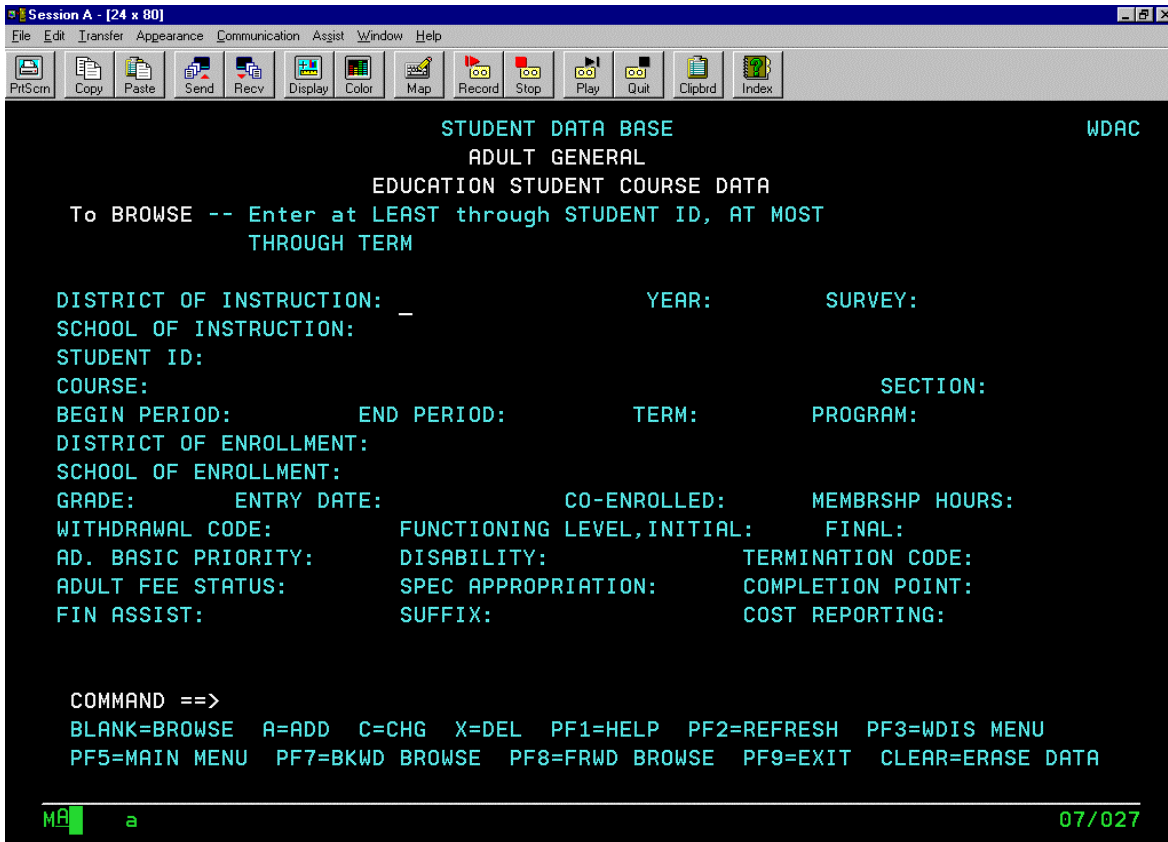 Session A - [24 x 80]
File Edit Transfer Appearance Communication Assist Window Help
PrtScrn Copy Paste Send Recv Display Color Map Record Stop Play Quit Clipbrd Index
STUDENT DATA BASE WDAC
ADULT GENERAL
EDUCATION STUDENT COURSE DATA
To BROWSE -- Enter at LEAST through STUDENT ID, AT MOST
THROUGH TERM
DISTRICT OF INSTRUCTION: _ YEAR: SURVEY:
SCHOOL OF INSTRUCTION:
STUDENT ID:
COURSE: SECTION:
BEGIN PERIOD: END PERIOD: TERM: PROGRAM:
DISTRICT OF ENROLLMENT:
SCHOOL OF ENROLLMENT:
GRADE: ENTRY DATE: CO-ENROLLED: MEMBRSHP HOURS:
WITHDRAWAL CODE: FUNCTIONING LEVEL,INITIAL: FINAL:
AD. BASIC PRIORITY: DISABILITY: TERMINATION CODE:
ADULT FEE STATUS: SPEC APPROPRIATION: COMPLETION POINT:
FIN ASSIST: SUFFIX: COST REPORTING:
COMMAND ==>
BLANK=BROWSE A=ADD C=CHG X=DEL PF1=HELP PF2=REFRESH PF3=WDIS MENU
PF5=MAIN MENU PF7=BKWD BROWSE PF8=FRWD BROWSE PF9=EXIT CLEAR=ERASE DATA
MA a 07/027